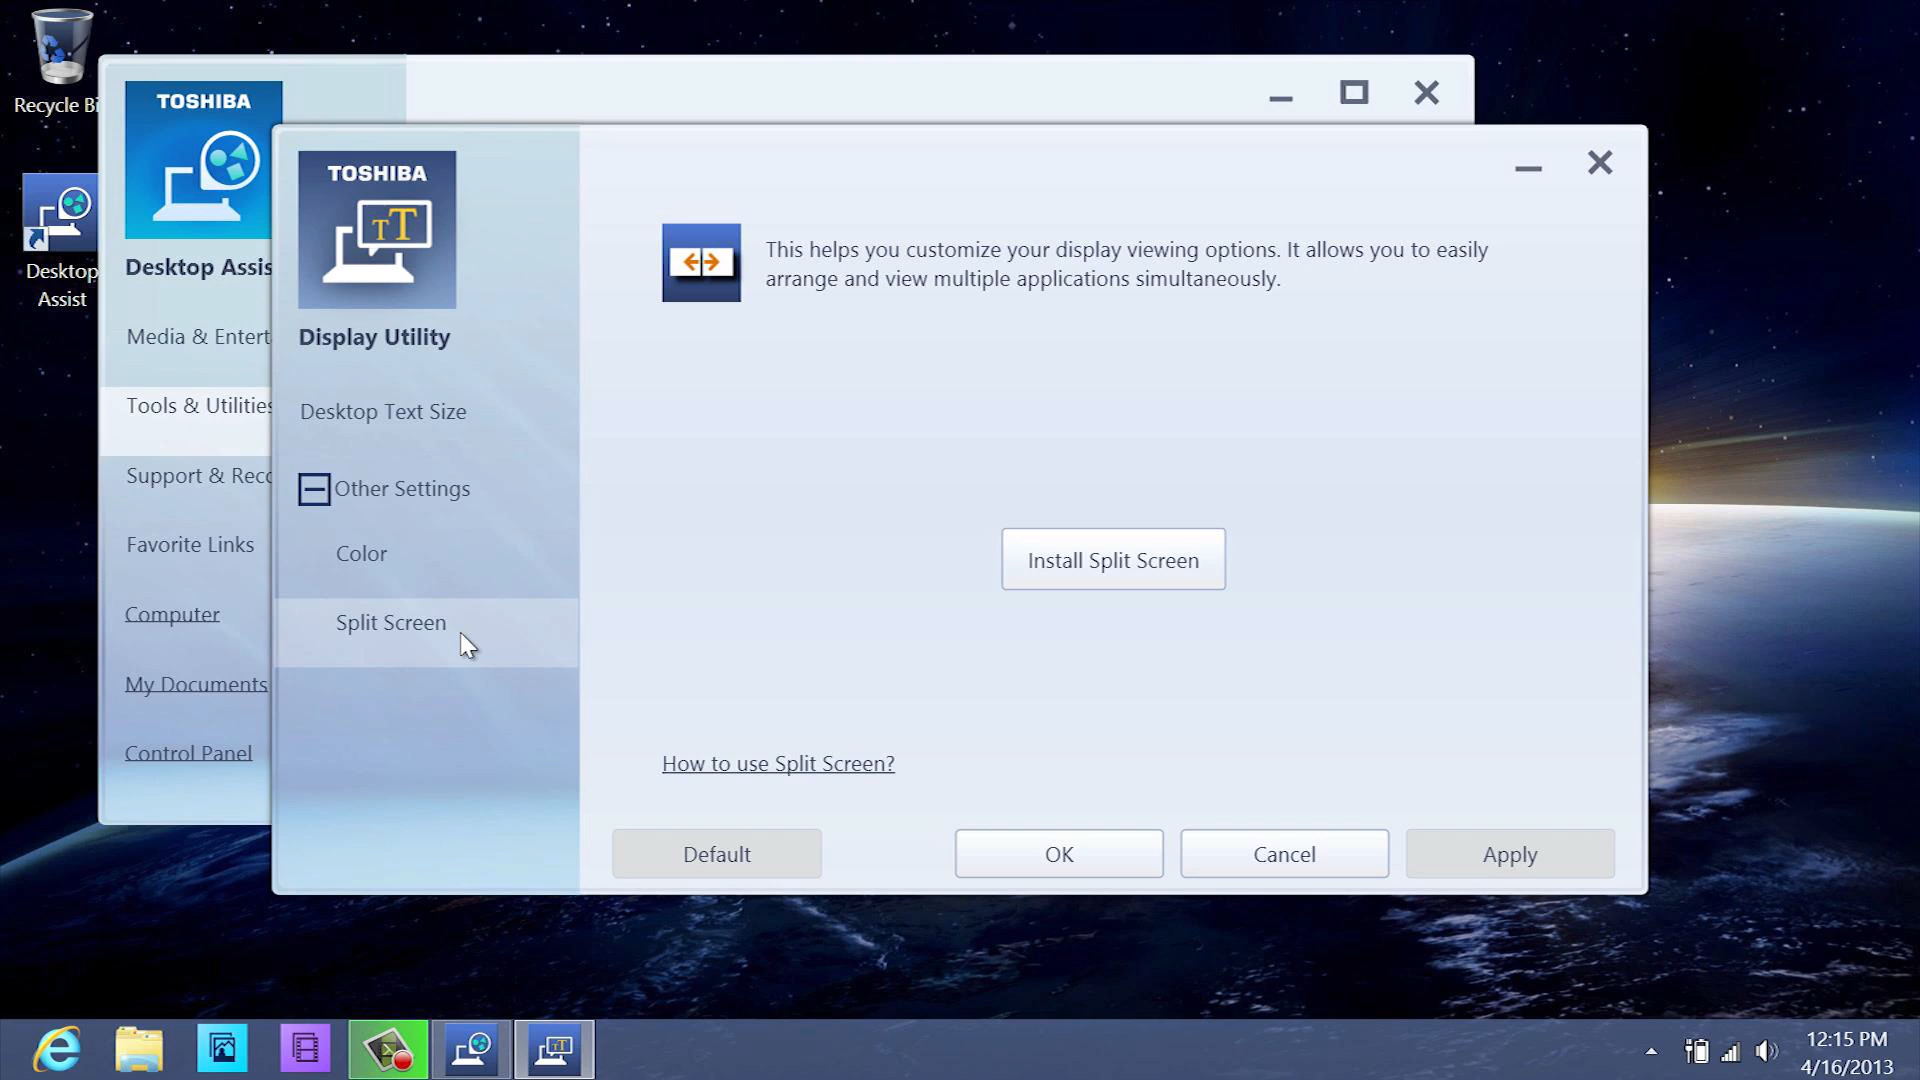 Recycle Bi
Desktop
Assist
TOSHIBA
Desktop Assis
Media & Entert
Tools & Utilities
Support & Reco
Favorite Links
Computer
My Documents
Control Panel
TOSHIBA
TT
Display Utility
Desktop Text Size
Other Settings
Color
Split Screen
This helps you customize your display viewing options. It allows you to easily
arrange and view multiple applications simultaneously.
Install Split Screen
How to use Split Screen?
Default
OK
Cancel
Apply
12:15 PM
4/16/2013